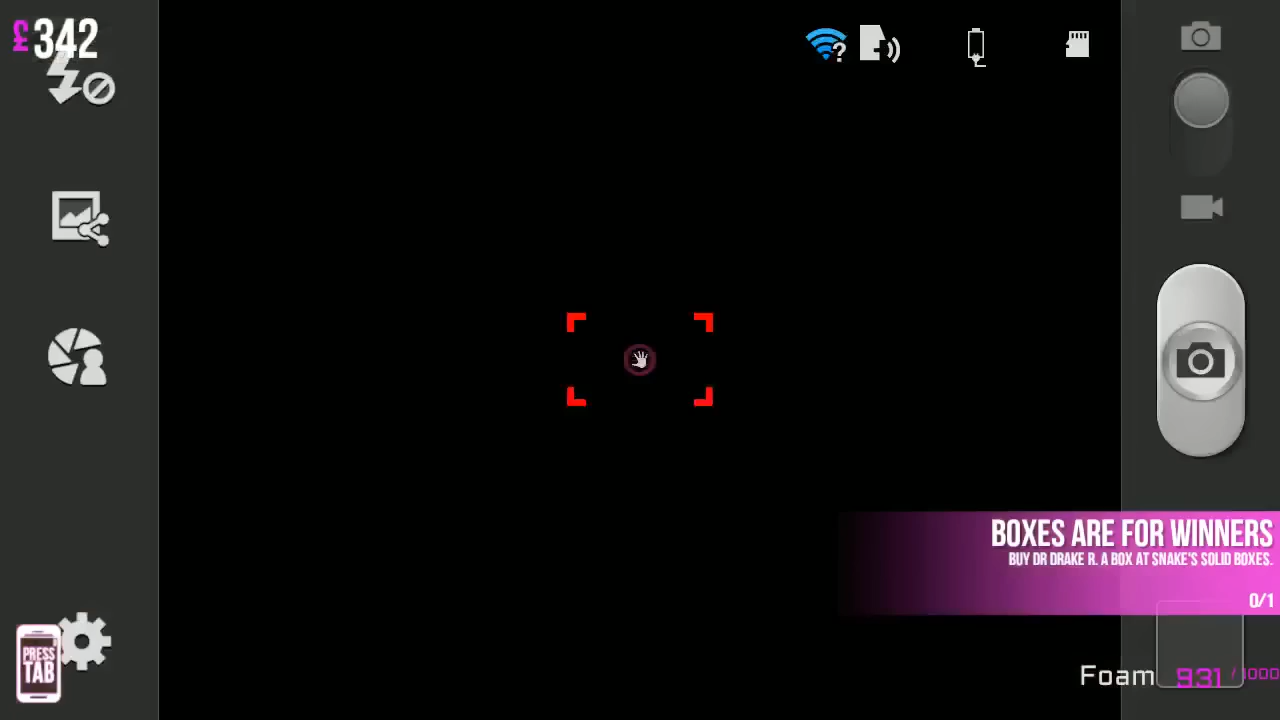 £342
BOXES ARE FOR WINNERS
BUY DR DRAKE R. A BOX AT SNAKE'S SOLID BOXES.
0/1
PRESS
TAB
Foam 931 / 1000